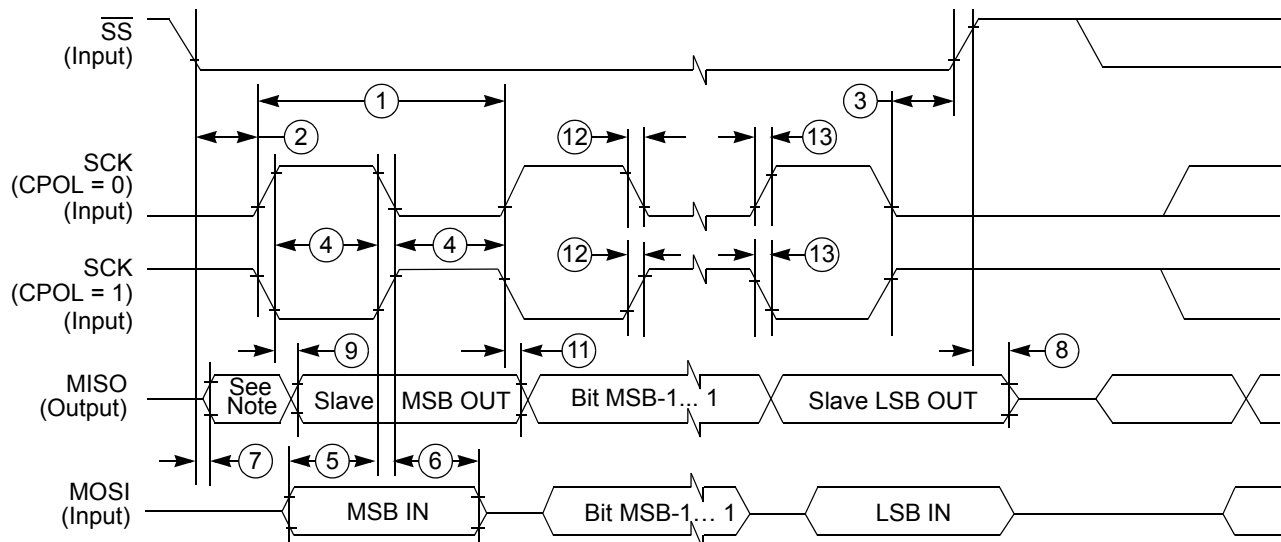 SS
(Input)
1
3
2
12
13
SCK
(CPOL = 0)
(Input)
4
4
SCK
(CPOL = 1)
(Input)
12
13
9
11
8
MISO
(Output)
See
Note
Slave
MSB OUT
Bit MSB-1... 1
Slave LSB OUT
7
5
6
MOSI
(Input)
MSB IN
Bit MSB-1... 1
LSB IN